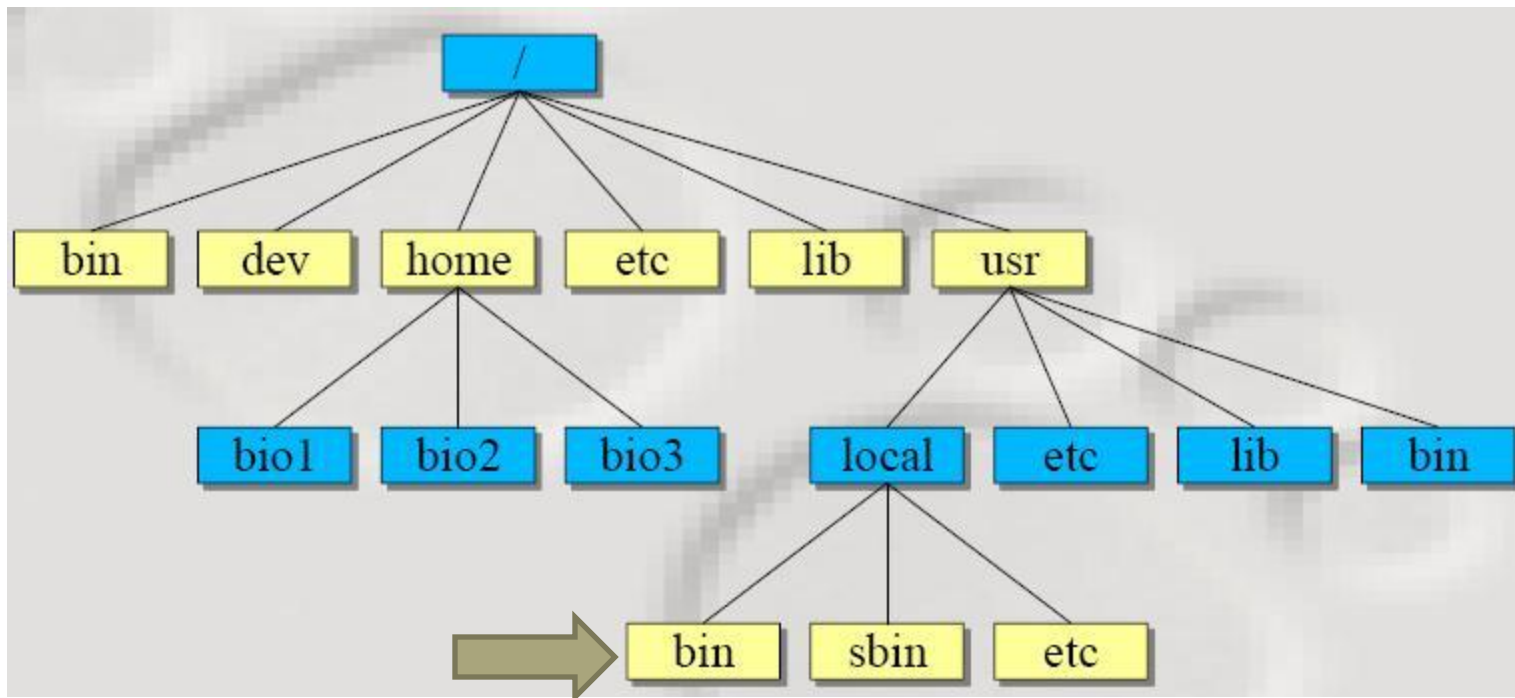 /
bin dev home etc lib usr
bio1 bio2 bio3 local etc lib bin
bin sbin etc